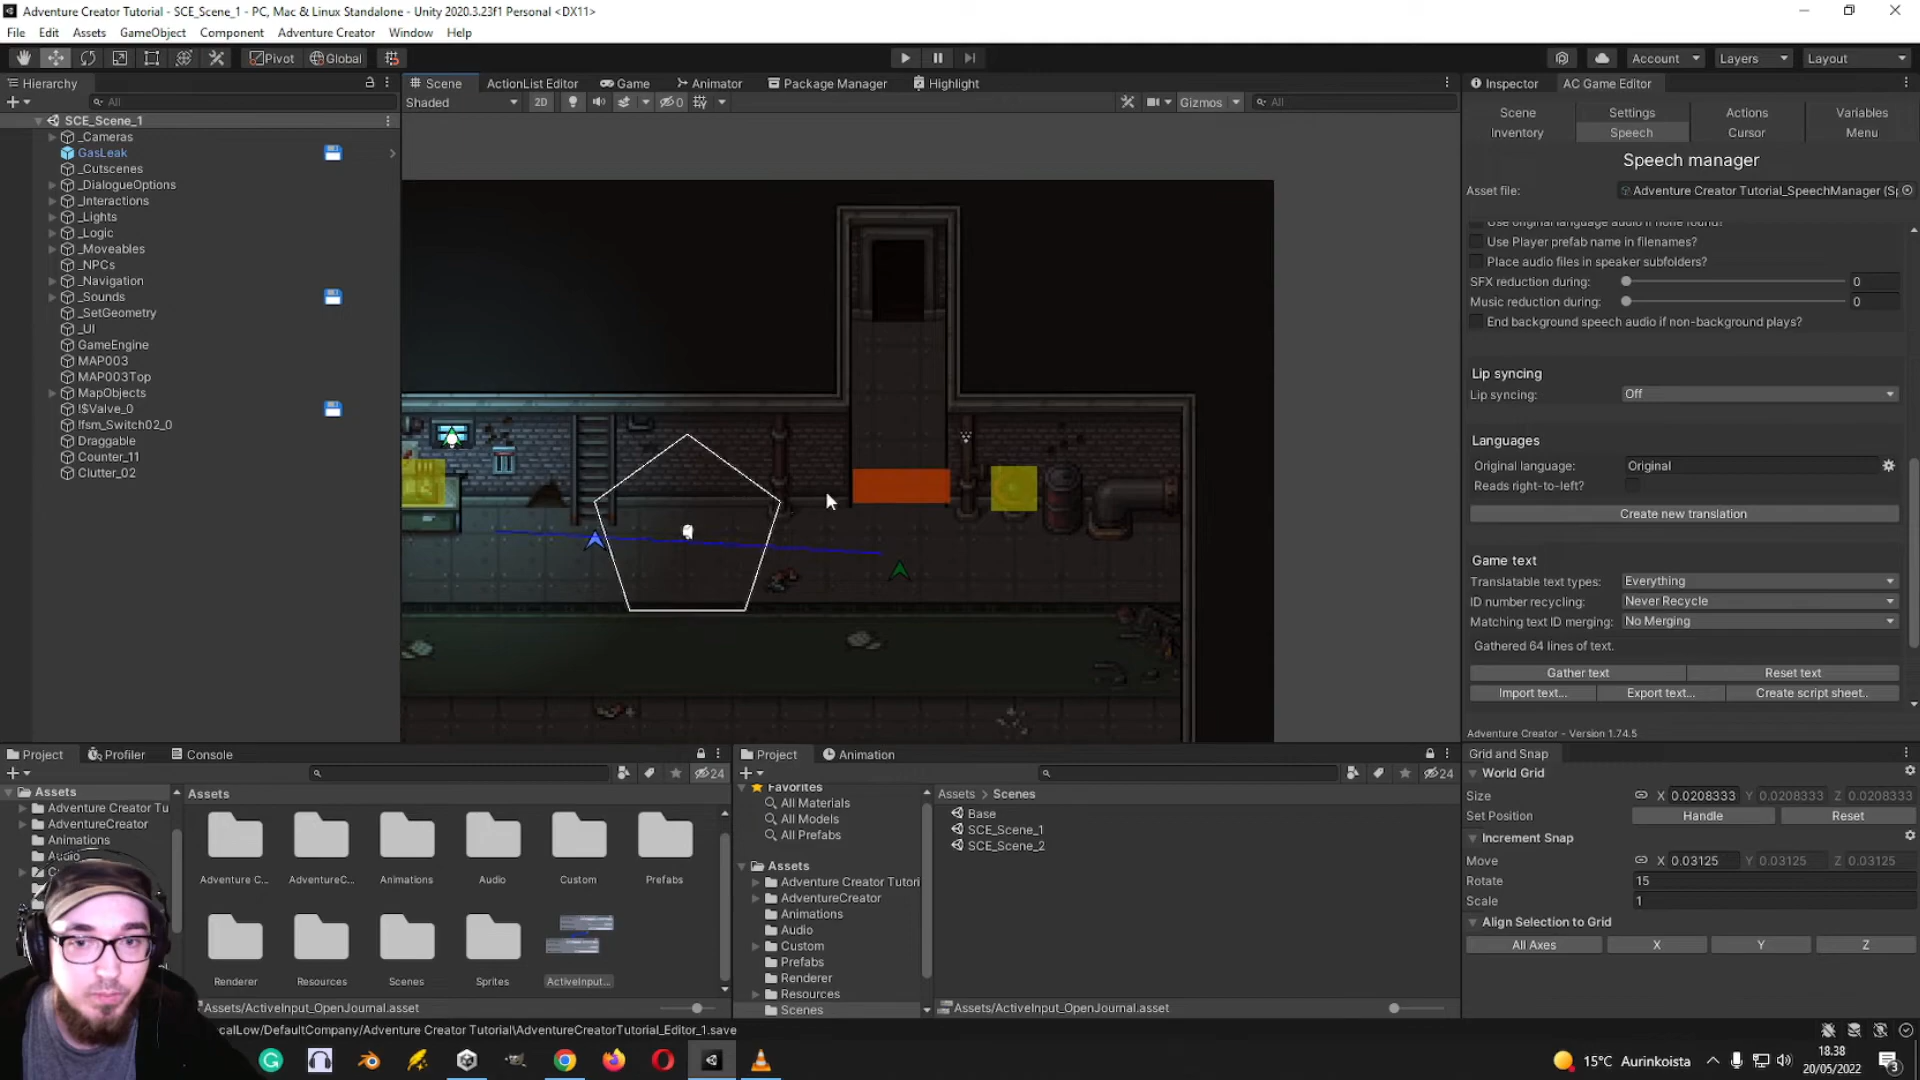 Adventure Creator Tutorial - SCE_Scene_1 - PC, Mac & Linux Standalone - Unity 2020.3.23f1 Personal <DX11>
File Edit Assets GameObject Component Adventure Creator Window Help
Pivot Global Account Layers Layout
Hierarchy
All
SCE_Scene_1
_Cameras
GasLeak
_Cutscenes
_DialogueOptions
_Interactions
_Lights
_Logic
_Moveables
_NPCs
_Navigation
_Sounds
_SetGeometry
_UI
GameEngine
MAP003
MAP003Top
MapObjects
!$Valve_0
!fsm_Switch02_0
Draggable
Counter_11
Clutter_02
Scene ActionList Editor Game Animator Package Manager Highlight
Shaded 2D 0 Gizmos All
Inspector AC Game Editor
Scene Settings Actions Variables
Inventory Speech Cursor Menu
Speech manager
Asset file: Adventure Creator Tutorial_SpeechManager (Sp
Use original language audio if none found?
Use Player prefab name in filenames?
Place audio files in speaker subfolders?
SFX reduction during: 0
Music reduction during: 0
End background speech audio if non-background plays?
Lip syncing
Lip syncing: Off
Languages
Original language: Original
Reads right-to-left?
Create new translation
Game text
Translatable text types: Everything
ID number recycling: Never Recycle
Matching text ID merging: No Merging
Gathered 64 lines of text.
Gather text Reset text
Import text... Export text... Create script sheet..
Adventure Creator - Version 1.74.5
Grid and Snap
World Grid
Size X 0.0208333 Y 0.0208333 Z 0.0208333
Set Position Handle Reset
Increment Snap
Move X 0.03125 Y 0.03125 Z 0.03125
Rotate 15
Scale 1
Align Selection to Grid
All Axes X Y Z
Project Profiler Console
24
Assets
Adventure Creator Tu
AdventureCreator
Animations
Assets
Adventure C... AdventureC... Animations Audio Custom Prefabs
Renderer Resources Scenes Sprites ActiveInput...
Assets/ActiveInput_OpenJournal.asset
Project Animation
24
Favorites
All Materials
All Models
All Prefabs
Assets
Adventure Creator Tutori
AdventureCreator
Animations
Audio
Custom
Prefabs
Renderer
Resources
Scenes
Assets > Scenes
Base
SCE_Scene_1
SCE_Scene_2
Assets/ActiveInput_OpenJournal.asset
calLow/DefaultCompany/Adventure Creator Tutorial\AdventureCreatorTutorial_Editor_1.save
15°C Aurinkoista
18.38
20/05/2022
3